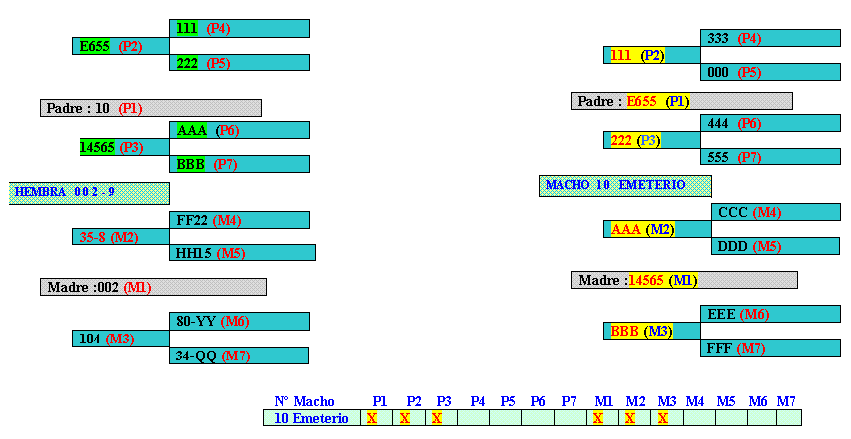 111 (P4)
E655 (P2)
222 (P5)
Padre : 10 (P1)
AAA (P6)
14565 (P3)
BBB (P7)
HEMBRA 0 0 2 - 9
FF22 (M4)
35-8 (M2)
HH15 (M5)
Madre :002 (M1)
80-YY (M6)
104 (M3)
34-QQ (M7)
333 (P4)
111 (P2)
000 (P5)
Padre : E655 (P1)
444 (P6)
222 (P3)
555 (P7)
MACHO 10 EMETERIO
CCC (M4)
AAA (M2)
DDD (M5)
Madre :14565 (M1)
EEE (M6)
BBB (M3)
FFF (M7)
Nº Macho P1 P2 P3 P4 P5 P6 P7 M1 M2 M3 M4 M5 M6 M7
10 Emeterio X X X X X X